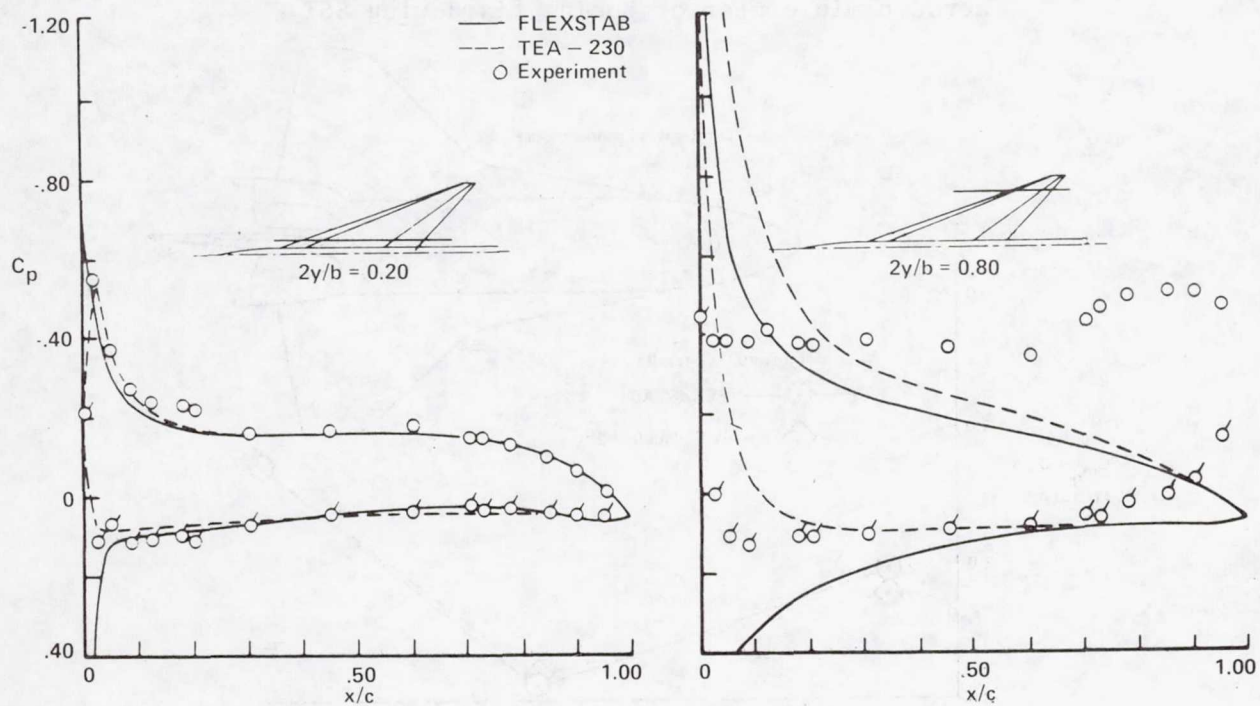 -1.20
FLEXSTAB
TEA – 230
Experiment
-.80
2y/b = 0.20
2y/b = 0.80
Cp
-.40
0
.40
0
.50
1.00
x/c
0
.50
1.00
x/c